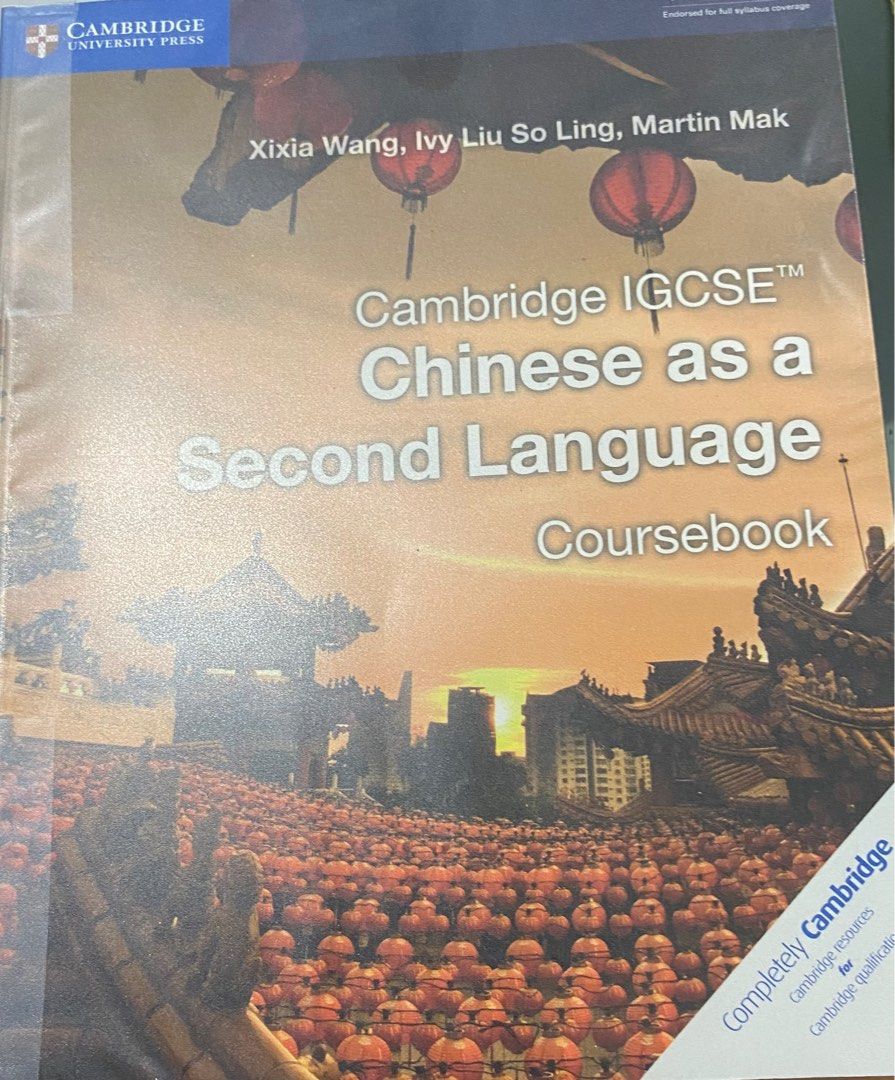 CAMBRIDGE
UNIVERSITY PRESS
Endorsed for full syllabus coverage
Xixia Wang, Ivy Liu So Ling, Martin Mak
Cambridge IGCSE™
Chinese as a
Second Language
Coursebook
Completely Cambridge
Cambridge resources
for
Cambridge qualificatio